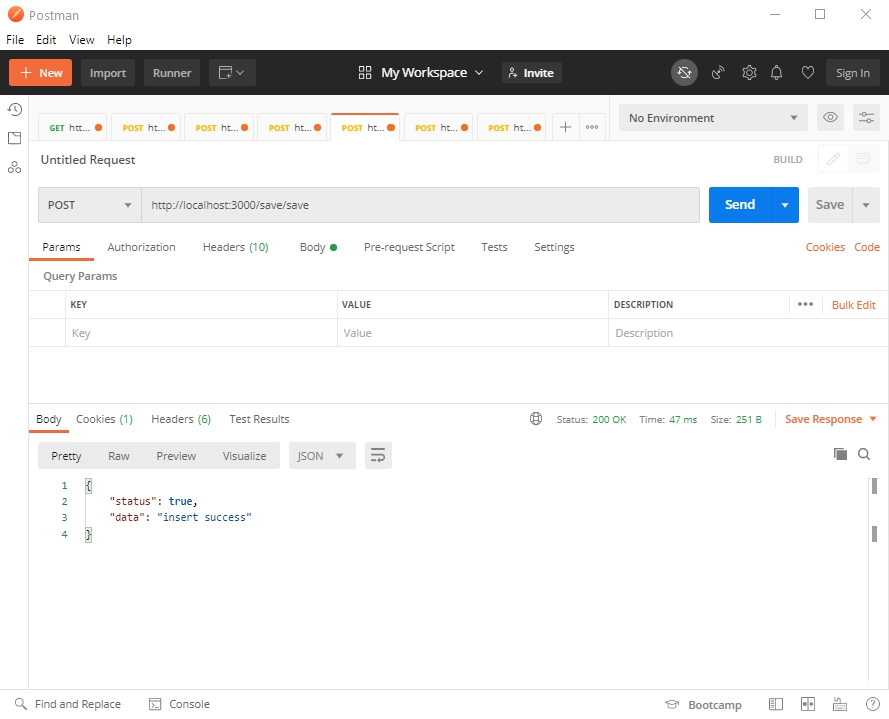 Postman
File Edit View Help
+ New Import Runner My Workspace Invite Sign In
GET htt... POST ht... POST ht... POST ht... POST ht... POST ht... POST ht... No Environment
Untitled Request BUILD
POST http://localhost:3000/save/save Send Save
Params Authorization Headers (10) Body Pre-request Script Tests Settings Cookies Code
Query Params
KEY VALUE DESCRIPTION ••• Bulk Edit
Key Value Description
Body Cookies (1) Headers (6) Test Results Status: 200 OK Time: 47 ms Size: 251 B Save Response
Pretty Raw Preview Visualize JSON
1 {
2 "status": true,
3 "data": "insert success"
4 }
Find and Replace Console Bootcamp